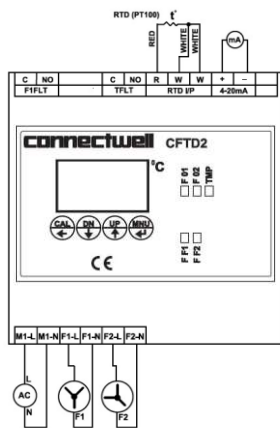 RTD (PT100) t°
RED WHITE WHITE mA
C NO C NO R W W + –
F1FLT TFLT RTD I/P 4-20mA
connectwell CFTD2
°C
F 01 F 02 TMP
CAL DN UP MNU
F F1 F F2
CE
M1-L M1-N F1-L F1-N F2-L F2-N
L
AC
N
F1 F2